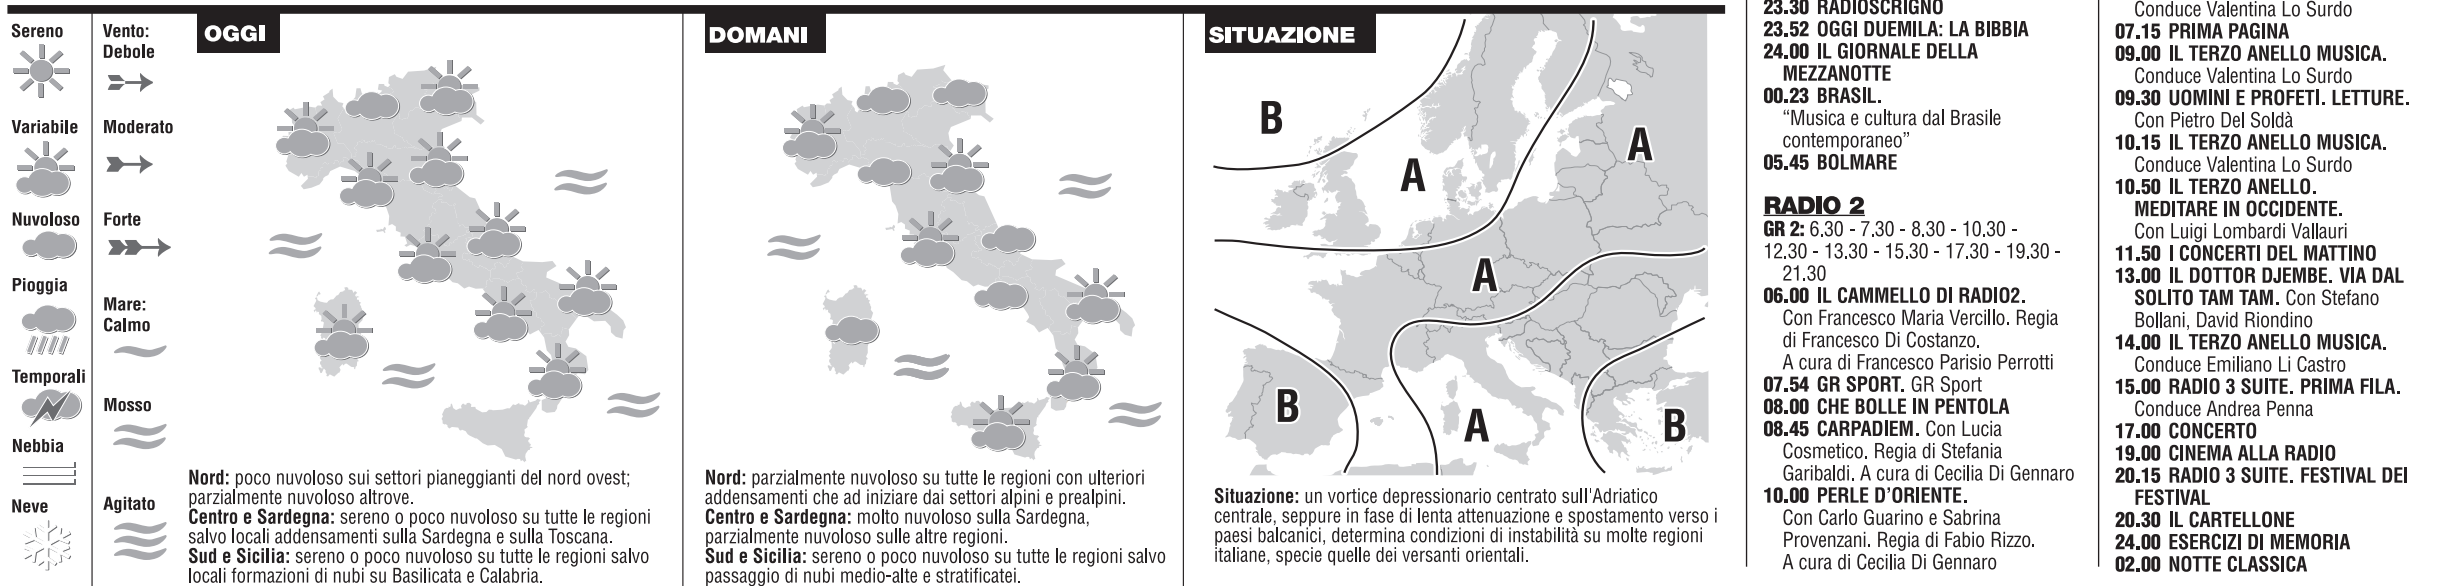 Sereno
Variabile
Nuvoloso
Pioggia
Temporali
Nebbia
Neve
Vento:
Debole
Moderato
Forte
Mare:
Calmo
Mosso
Agitato
OGGI
Nord: poco nuvoloso sui settori pianeggianti del nord ovest;
parzialmente nuvoloso altrove.
Centro e Sardegna: sereno o poco nuvoloso su tutte le regioni
salvo locali addensamenti sulla Sardegna e sulla Toscana.
Sud e Sicilia: sereno o poco nuvoloso su tutte le regioni salvo
locali formazioni di nubi su Basilicata e Calabria.
DOMANI
Nord: parzialmente nuvoloso su tutte le regioni con ulteriori
addensamenti che ad iniziare dai settori alpini e prealpini.
Centro e Sardegna: molto nuvoloso sulla Sardegna,
parzialmente nuvoloso sulle altre regioni.
Sud e Sicilia: sereno o poco nuvoloso su tutte le regioni salvo
passaggio di nubi medio-alte e stratificatei.
SITUAZIONE
B
A
A
A
B
A
B
Situazione: un vortice depressionario centrato sull'Adriatico
centrale, seppure in fase di lenta attenuazione e spostamento verso i
paesi balcanici, determina condizioni di instabilità su molte regioni
italiane, specie quelle dei versanti orientali.
23.30 RADIOSCRIGNO
23.52 OGGI DUEMILA: LA BIBBIA
24.00 IL GIORNALE DELLA
MEZZANOTTE
00.23 BRASIL.
“Musica e cultura dal Brasile
contemporaneo”
05.45 BOLMARE
RADIO 2
GR 2: 6.30 - 7.30 - 8.30 - 10.30 -
12.30 - 13.30 - 15.30 - 17.30 - 19.30 -
21.30
06.00 IL CAMMELLO DI RADIO2.
Con Francesco Maria Vercillo. Regia
di Francesco Di Costanzo.
A cura di Francesco Parisio Perrotti
07.54 GR SPORT. GR Sport
08.00 CHE BOLLE IN PENTOLA
08.45 CARPADIEM. Con Lucia
Cosmetico. Regia di Stefania
Garibaldi. A cura di Cecilia Di Gennaro
10.00 PERLE D'ORIENTE.
Con Carlo Guarino e Sabrina
Provenzani. Regia di Fabio Rizzo.
A cura di Cecilia Di Gennaro
Conduce Valentina Lo Surdo
07.15 PRIMA PAGINA
09.00 IL TERZO ANELLO MUSICA.
Conduce Valentina Lo Surdo
09.30 UOMINI E PROFETI. LETTURE.
Con Pietro Del Soldà
10.15 IL TERZO ANELLO MUSICA.
Conduce Valentina Lo Surdo
10.50 IL TERZO ANELLO.
MEDITARE IN OCCIDENTE.
Con Luigi Lombardi Vallauri
11.50 I CONCERTI DEL MATTINO
13.00 IL DOTTOR DJEMBE. VIA DAL
SOLITO TAM TAM. Con Stefano
Bollani, David Riondino
14.00 IL TERZO ANELLO MUSICA.
Conduce Emiliano Li Castro
15.00 RADIO 3 SUITE. PRIMA FILA.
Conduce Andrea Penna
17.00 CONCERTO
19.00 CINEMA ALLA RADIO
20.15 RADIO 3 SUITE. FESTIVAL DEI
FESTIVAL
20.30 IL CARTELLONE
24.00 ESERCIZI DI MEMORIA
02.00 NOTTE CLASSICA